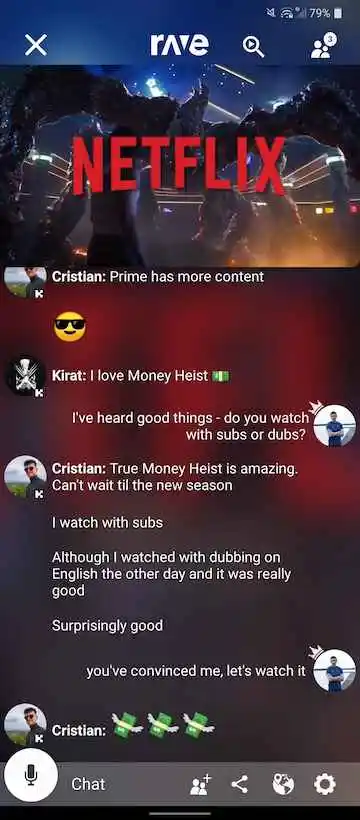 79%
rave
3
NETFLIX
Cristian: Prime has more content
😎
Kirat: I love Money Heist 💵
I've heard good things - do you watch
with subs or dubs?
Cristian: True Money Heist is amazing.
Can't wait til the new season
I watch with subs
Although I watched with dubbing on
English the other day and it was really
good
Surprisingly good
you've convinced me, let's watch it
Cristian: 💸 💸 💸
Chat